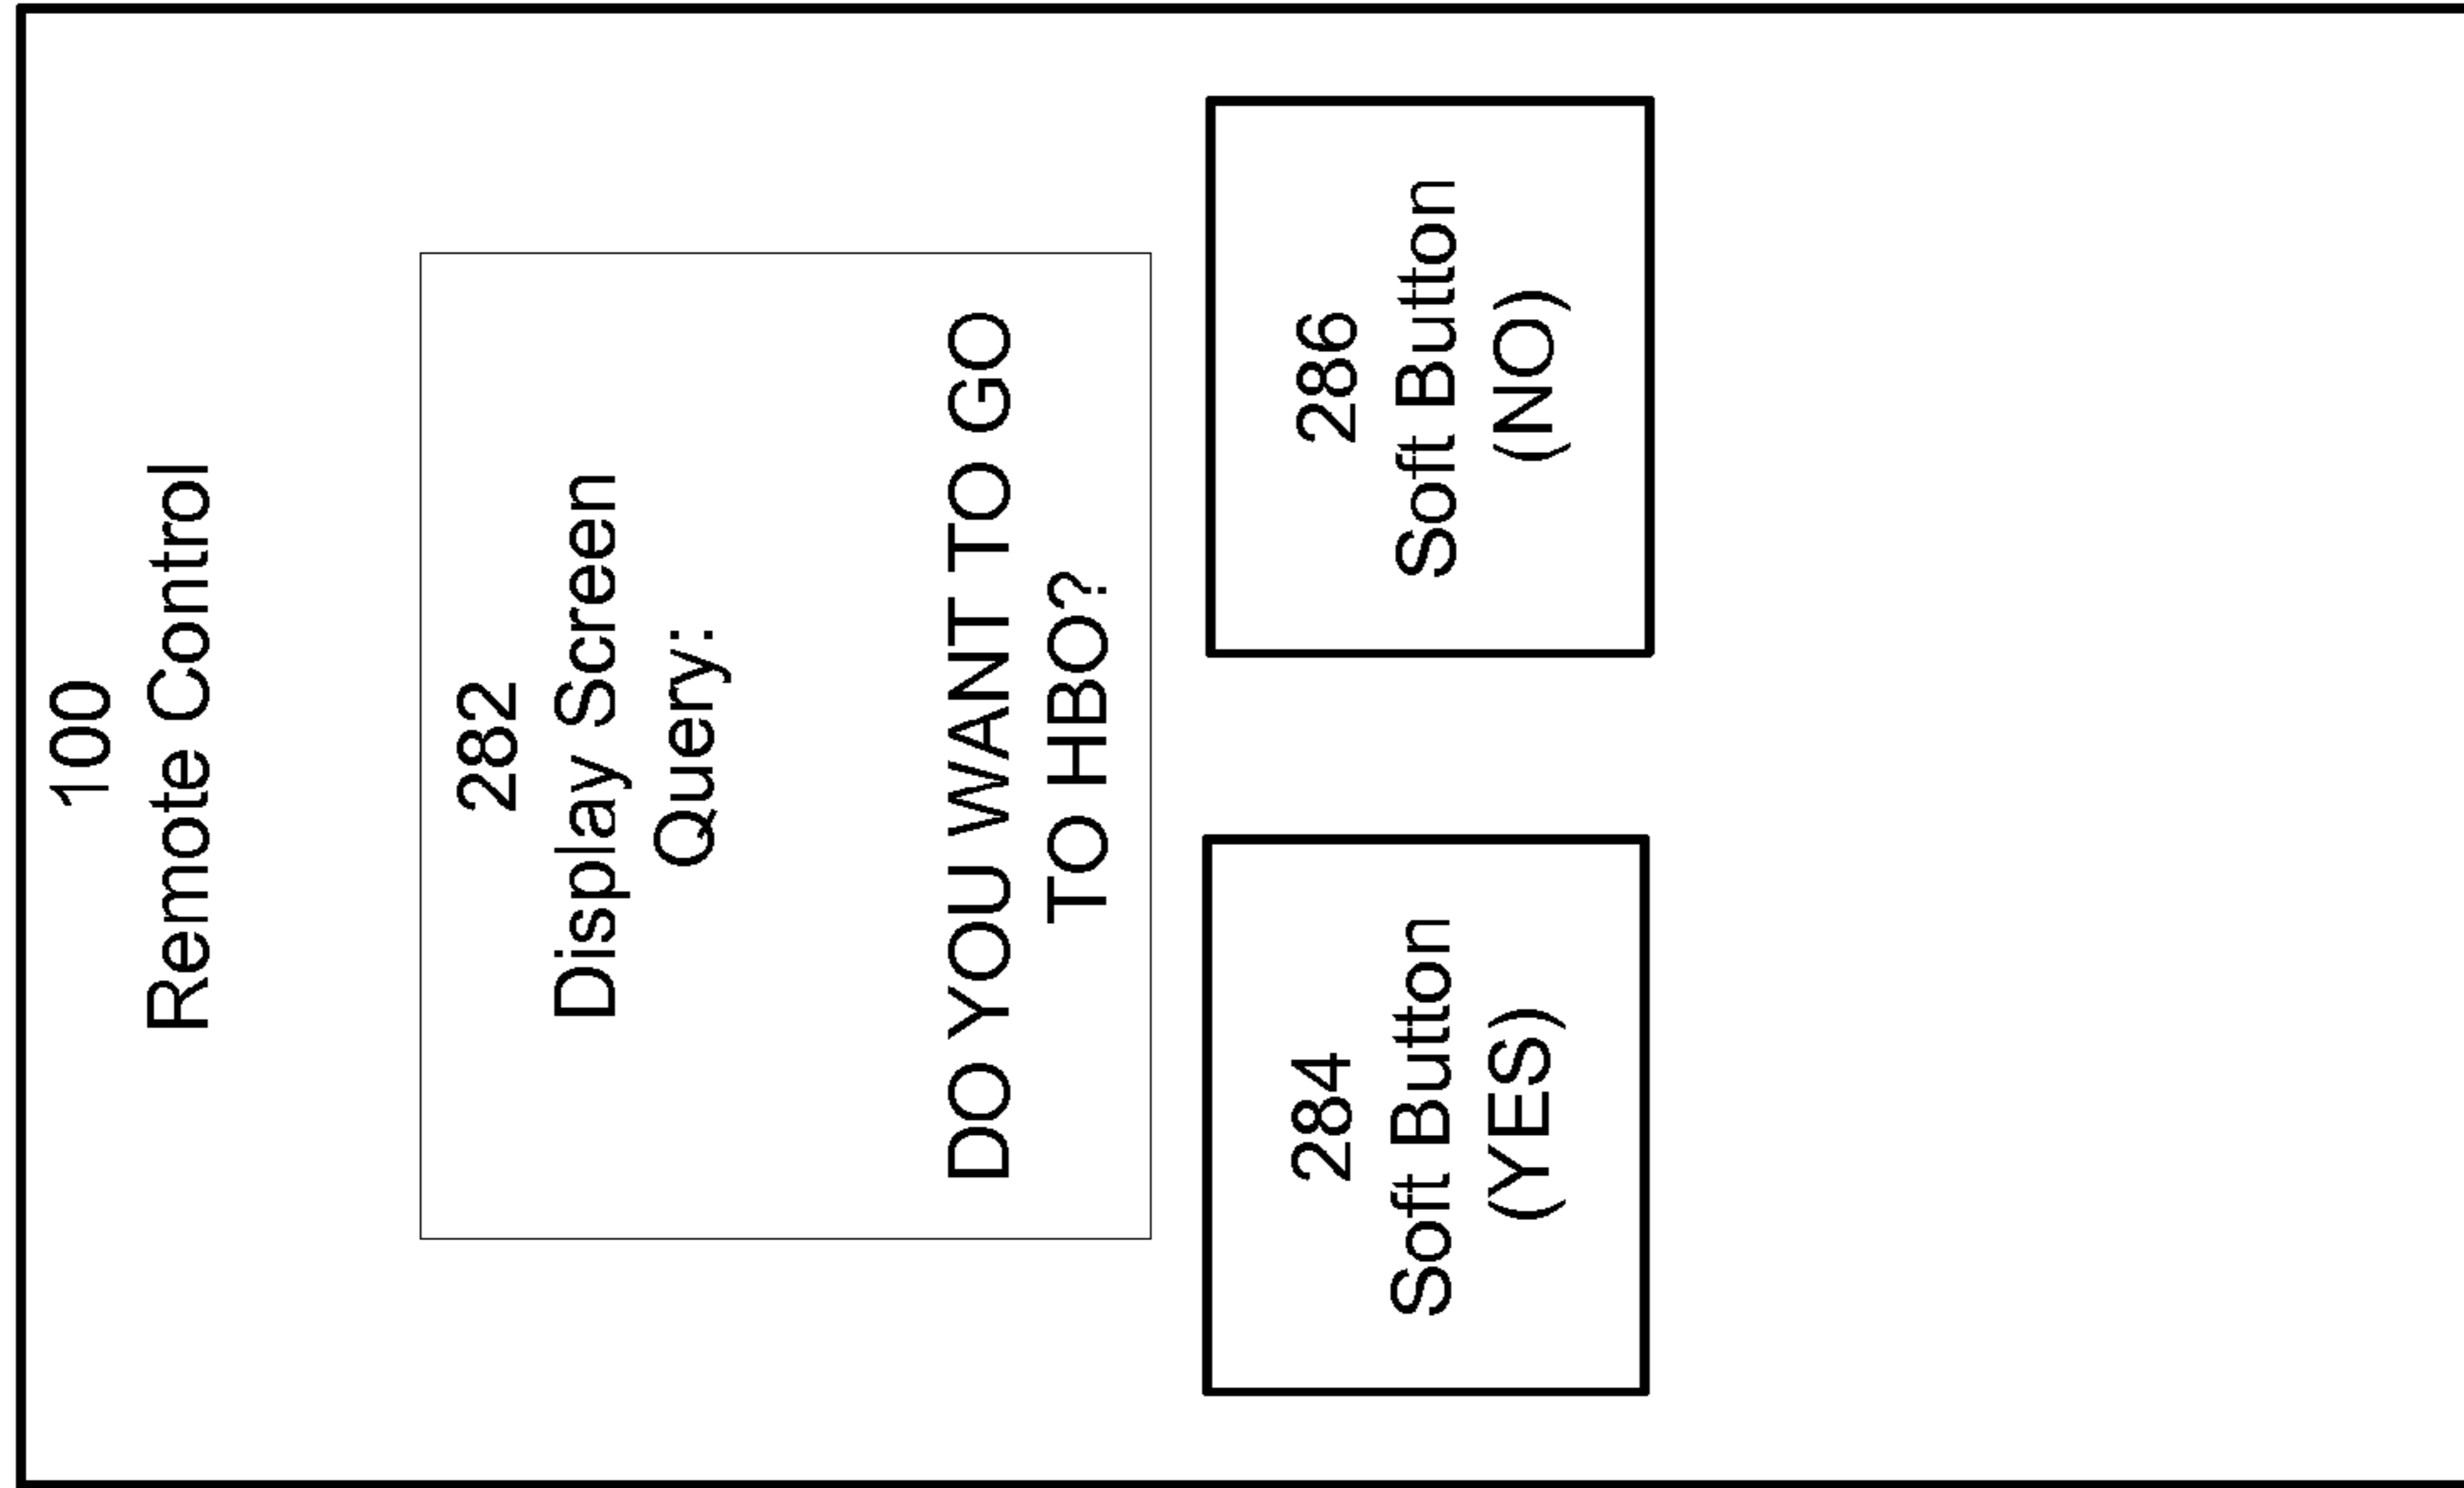 100
Remote Control
282
Display Screen
Query:
DO YOU WANT TO GO
TO HBO?
284
Soft Button
(YES)
286
Soft Button
(NO)